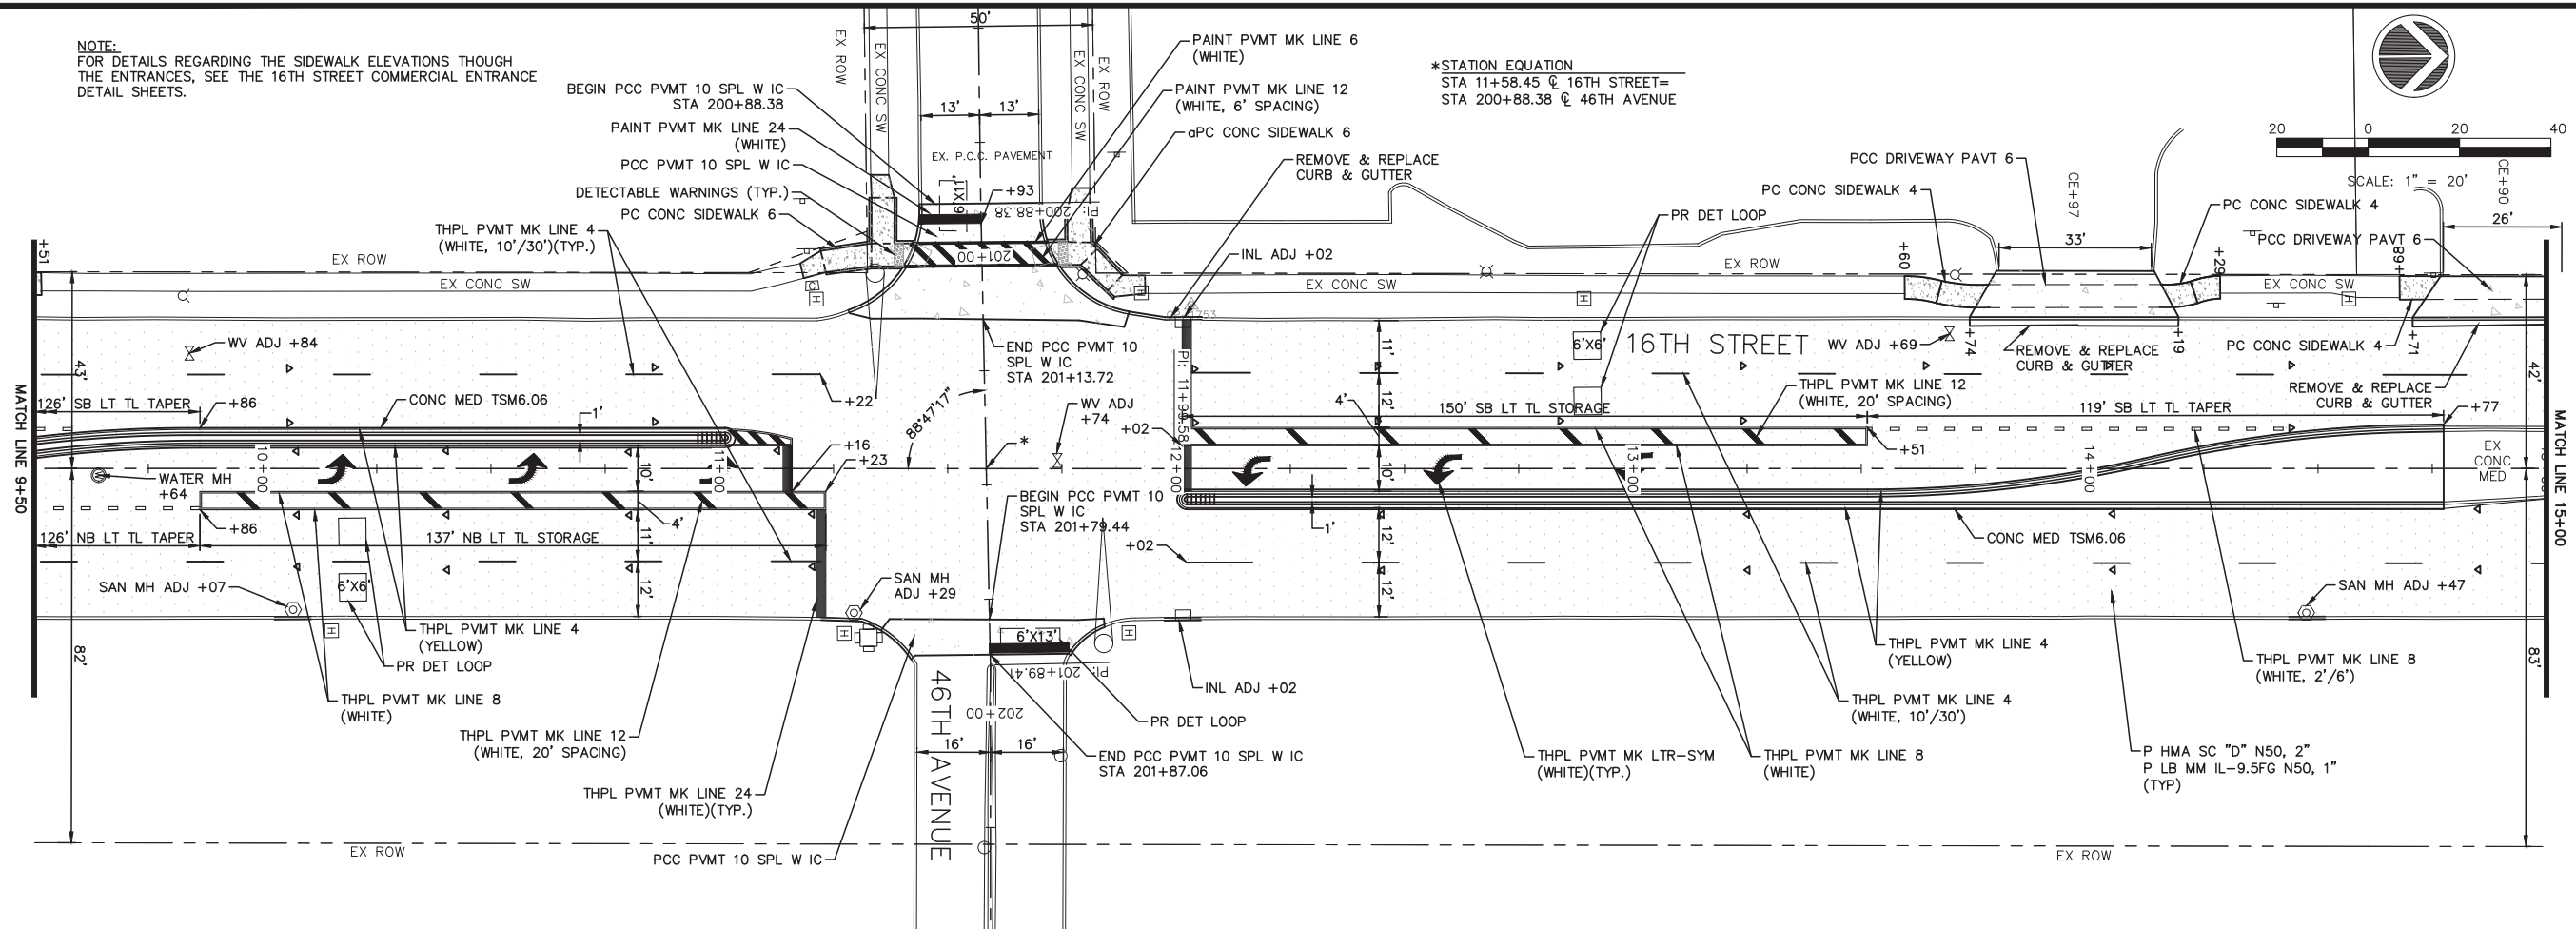 NOTE:
FOR DETAILS REGARDING THE SIDEWALK ELEVATIONS THOUGH
THE ENTRANCES, SEE THE 16TH STREET COMMERCIAL ENTRANCE
DETAIL SHEETS.
BEGIN PCC PVMT 10 SPL W IC
STA 200+88.38
PAINT PVMT MK LINE 24
(WHITE)
PCC PVMT 10 SPL W IC
DETECTABLE WARNINGS (TYP.)
PC CONC SIDEWALK 6
THPL PVMT MK LINE 4
(WHITE, 10'/30')(TYP.)
50'
EX ROW
EX CONC SW
EX CONC SW
EX ROW
13'
13'
EX. P.C.C. PAVEMENT
+93
PI: 200+88.38
201+00
PAINT PVMT MK LINE 6
(WHITE)
PAINT PVMT MK LINE 12
(WHITE, 6' SPACING)
aPC CONC SIDEWALK 6
REMOVE & REPLACE
CURB & GUTTER
*STATION EQUATION
STA 11+58.45 ℄ 16TH STREET=
STA 200+88.38 ℄ 46TH AVENUE
PCC DRIVEWAY PAVT 6
PC CONC SIDEWALK 4
PR DET LOOP
CE+97
33'
20
0
20
40
SCALE: 1" = 20'
CE+90
PC CONC SIDEWALK 4
PCC DRIVEWAY PAVT 6
26'
+51
EX ROW
EX CONC SW
INL ADJ +02
EX ROW
EX CONC SW
+60
+29
EX CONC SW
+68
WV ADJ +84
43'
END PCC PVMT 10
SPL W IC
STA 201+13.72
6'X6'
16TH STREET
WV ADJ +69
+74
+19
REMOVE & REPLACE
CURB & GUTTER
PC CONC SIDEWALK 4
+71
REMOVE & REPLACE
CURB & GUTTER
42'
11'
12'
MATCH LINE 9+50
126' SB LT TL TAPER
+86
CONC MED TSM6.06
1'
+22
88°47'17"
WV ADJ
+74
PI: 11+99.58
+02
4'
150' SB LT TL STORAGE
THPL PVMT MK LINE 12
(WHITE, 20' SPACING)
119' SB LT TL TAPER
+77
MATCH LINE 15+00
WATER MH
+64
10+00
10'
11+00
+16
+23
*
12+00
10'
13+00
+51
14+00
EX
CONC
MED
+86
126' NB LT TL TAPER
137' NB LT TL STORAGE
4'
11'
12'
BEGIN PCC PVMT 10
SPL W IC
STA 201+79.44
+02
1'
12'
12'
CONC MED TSM6.06
SAN MH ADJ +07
6'X6'
SAN MH
ADJ +29
SAN MH ADJ +47
THPL PVMT MK LINE 4
(YELLOW)
PR DET LOOP
THPL PVMT MK LINE 8
(WHITE)
THPL PVMT MK LINE 12
(WHITE, 20' SPACING)
THPL PVMT MK LINE 24
(WHITE)(TYP.)
PCC PVMT 10 SPL W IC
82'
EX ROW
6'X13'
PI: 201+89.41
46TH AVENUE
202+00
16'
16'
INL ADJ +02
PR DET LOOP
END PCC PVMT 10 SPL W IC
STA 201+87.06
THPL PVMT MK LTR-SYM
(WHITE)(TYP.)
THPL PVMT MK LINE 8
(WHITE)
THPL PVMT MK LINE 4
(WHITE, 10'/30')
THPL PVMT MK LINE 4
(YELLOW)
THPL PVMT MK LINE 8
(WHITE, 2'/6')
P HMA SC "D" N50, 2"
P LB MM IL-9.5FG N50, 1"
(TYP)
83'
EX ROW